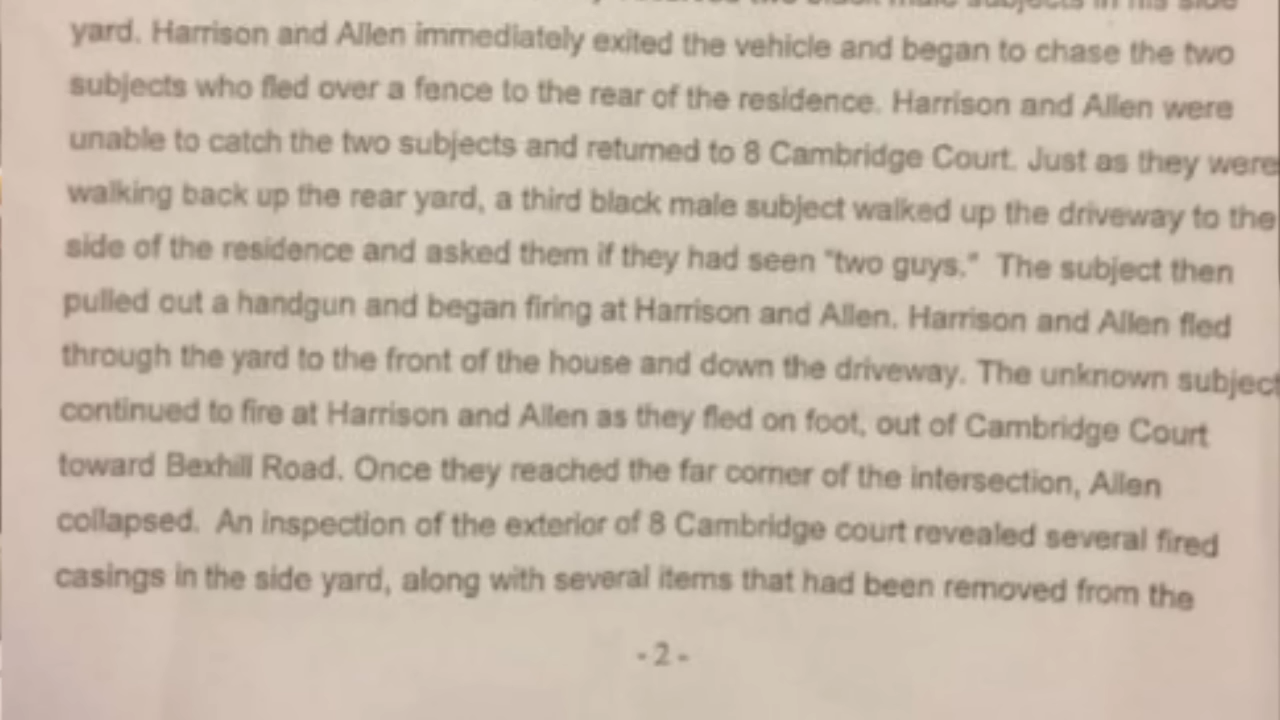 two black male subjects in his side
yard. Harrison and Allen immediately exited the vehicle and began to chase the two
subjects who fled over a fence to the rear of the residence. Harrison and Allen were
unable to catch the two subjects and returned to 8 Cambridge Court. Just as they were
walking back up the rear yard, a third black male subject walked up the driveway to the
side of the residence and asked them if they had seen "two guys." The subject then
pulled out a handgun and began firing at Harrison and Allen. Harrison and Allen fled
through the yard to the front of the house and down the driveway. The unknown subject
continued to fire at Harrison and Allen as they fled on foot, out of Cambridge Court
toward Bexhill Road. Once they reached the far corner of the intersection, Allen
collapsed. An inspection of the exterior of 8 Cambridge court revealed several fired
casings in the side yard, along with several items that had been removed from the
- 2 -